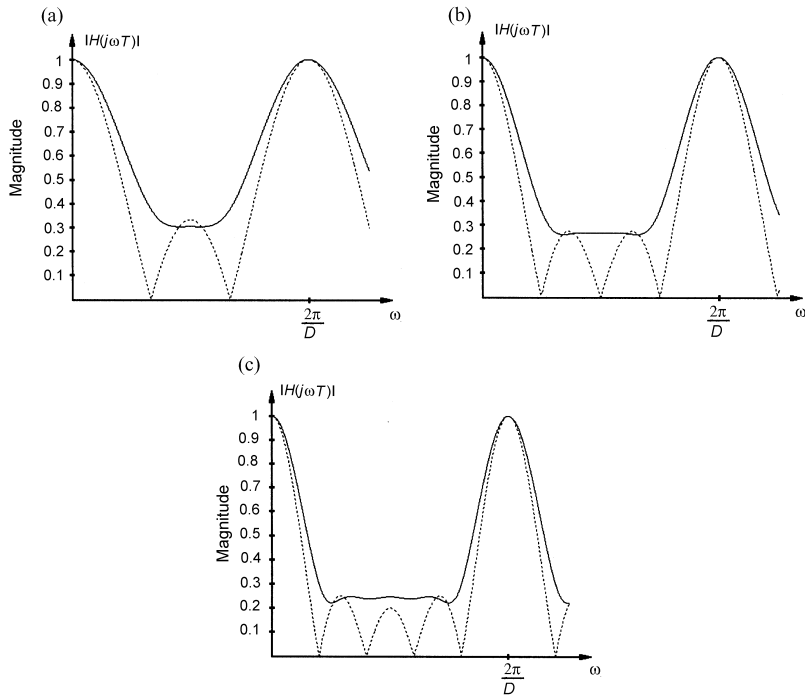 (a)
|H(jωT)|
Magnitude
1
0.9
0.8
0.7
0.6
0.5
0.4
0.3
0.2
0.1
2π
D
ω
(b)
|H(jωT)|
Magnitude
1
0.9
0.8
0.7
0.6
0.5
0.4
0.3
0.2
0.1
2π
D
ω
(c)
|H(jωT)|
Magnitude
1
0.9
0.8
0.7
0.6
0.5
0.4
0.3
0.2
0.1
2π
D
ω